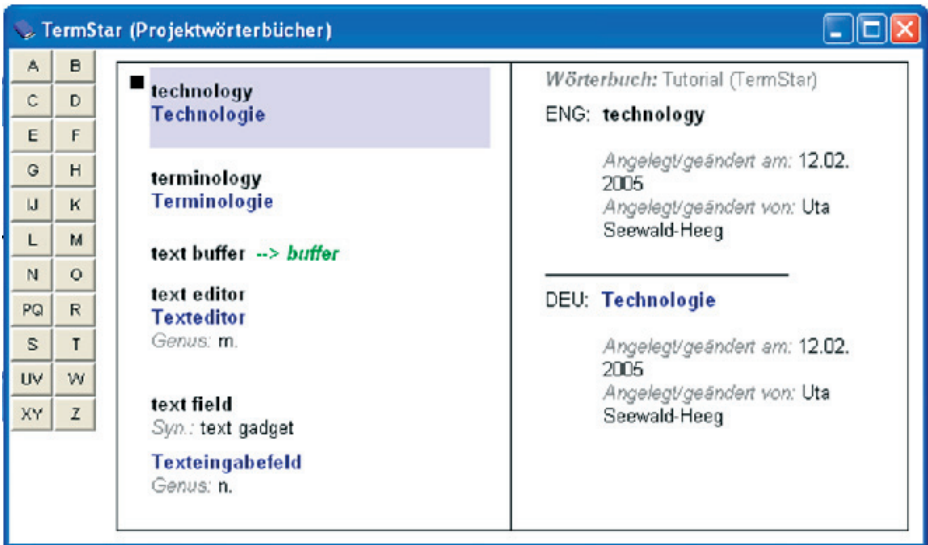 TermStar (Projektwörterbücher)
A B
C D
E F
G H
IJ K
L M
N O
PQ R
S T
UV W
XY Z
technology
Technologie
terminology
Terminologie
text buffer --> buffer
text editor
Texteditor
Genus: m.
text field
Syn.: text gadget
Texteingabefeld
Genus: n.
Wörterbuch: Tutorial (TermStar)
ENG: technology
Angelegt/geändert am: 12.02.
2005
Angelegt/geändert von: Uta
Seewald-Heeg
DEU: Technologie
Angelegt/geändert am: 12.02.
2005
Angelegt/geändert von: Uta
Seewald-Heeg